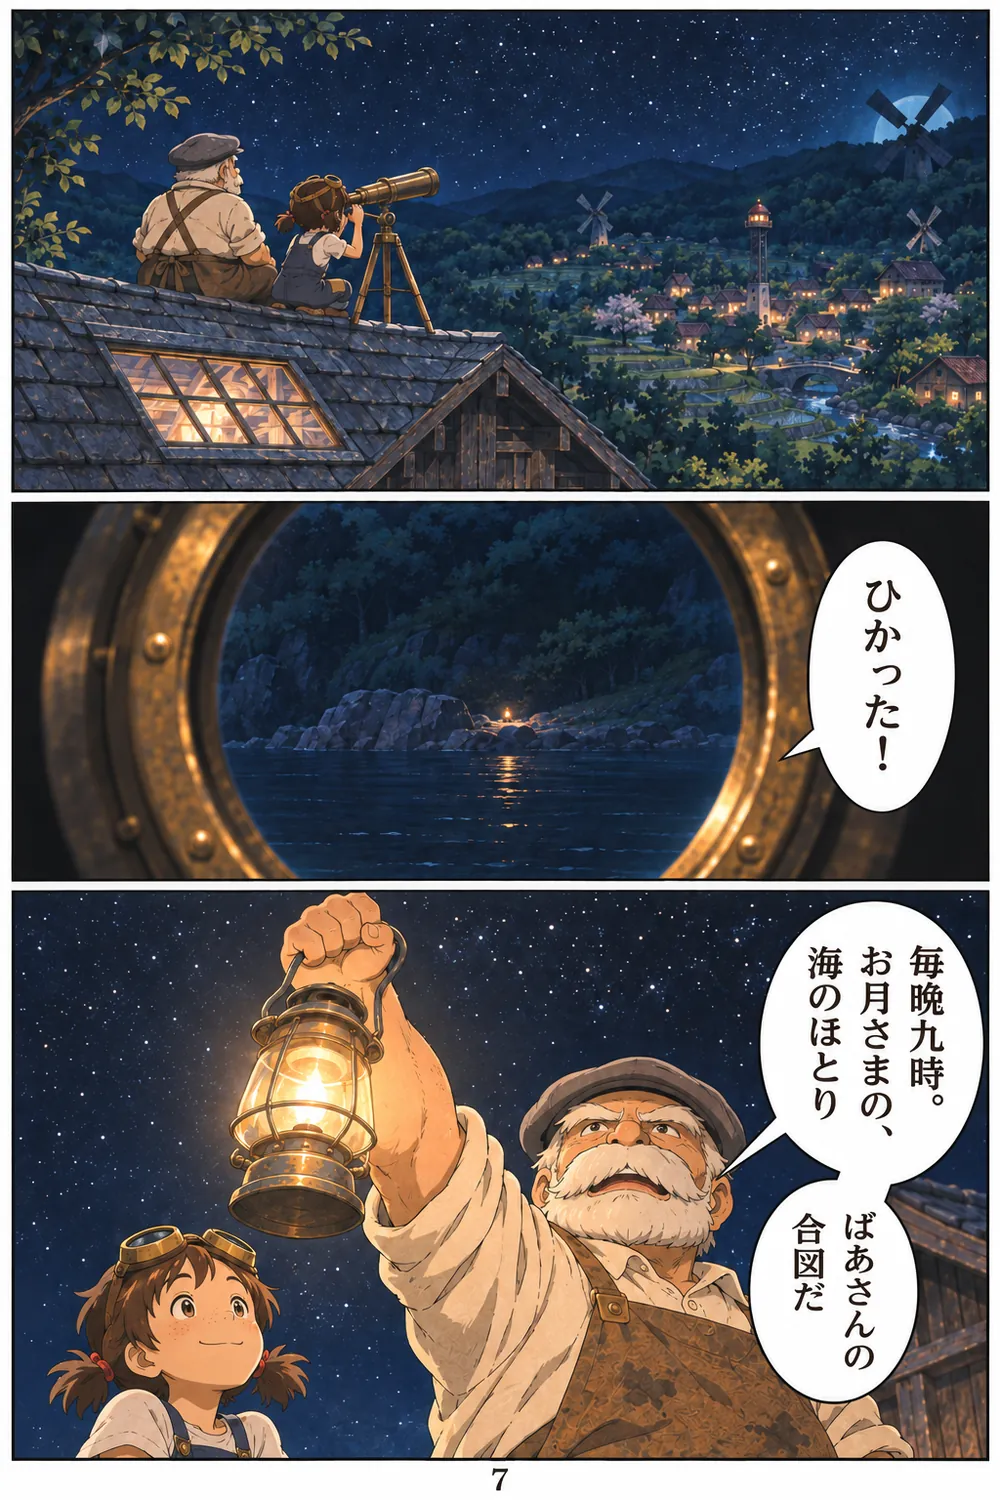 ひかった！
毎晩九時。
お月さまの、
海のほとり
ばあさんの
合図だ
7